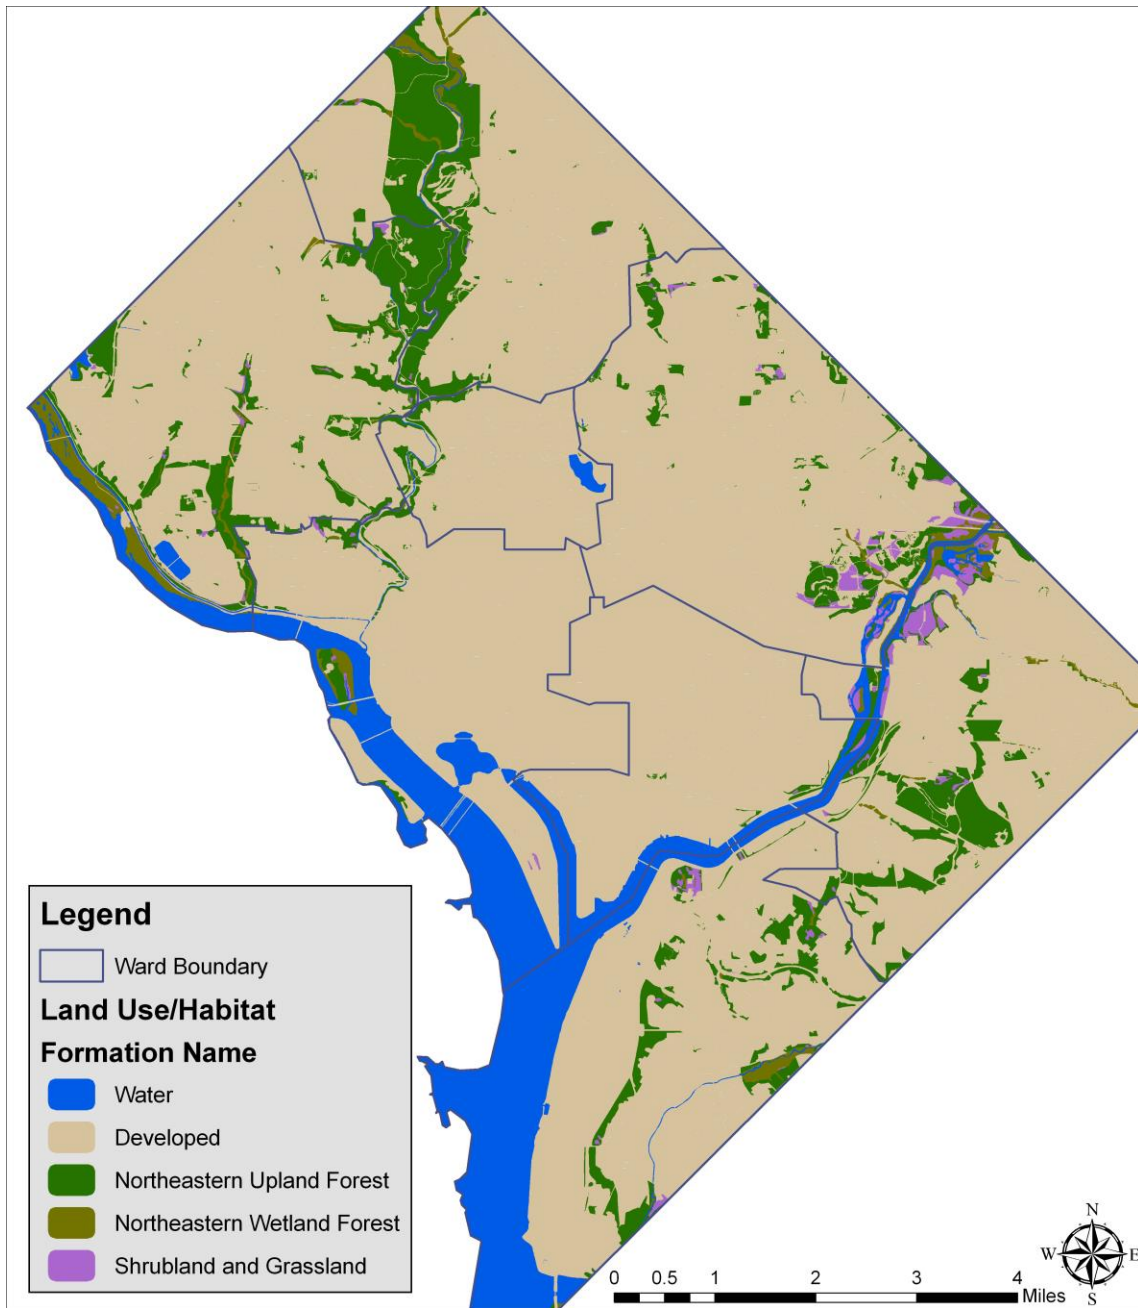 Legend
Ward Boundary
Land Use/Habitat
Formation Name
Water
Developed
Northeastern Upland Forest
Northeastern Wetland Forest
Shrubland and Grassland
N
W E
S
0 0.5 1 2 3 4
Miles